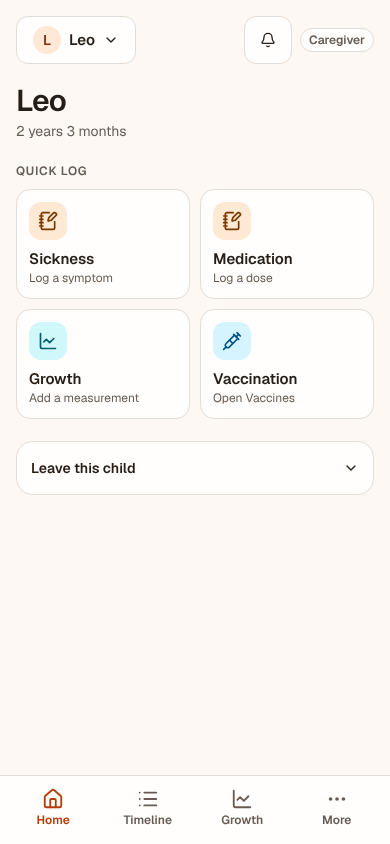 L Leo
Caregiver
Leo
2 years 3 months
QUICK LOG
Sickness
Log a symptom
Medication
Log a dose
Growth
Add a measurement
Vaccination
Open Vaccines
Leave this child
Home
Timeline
Growth
More